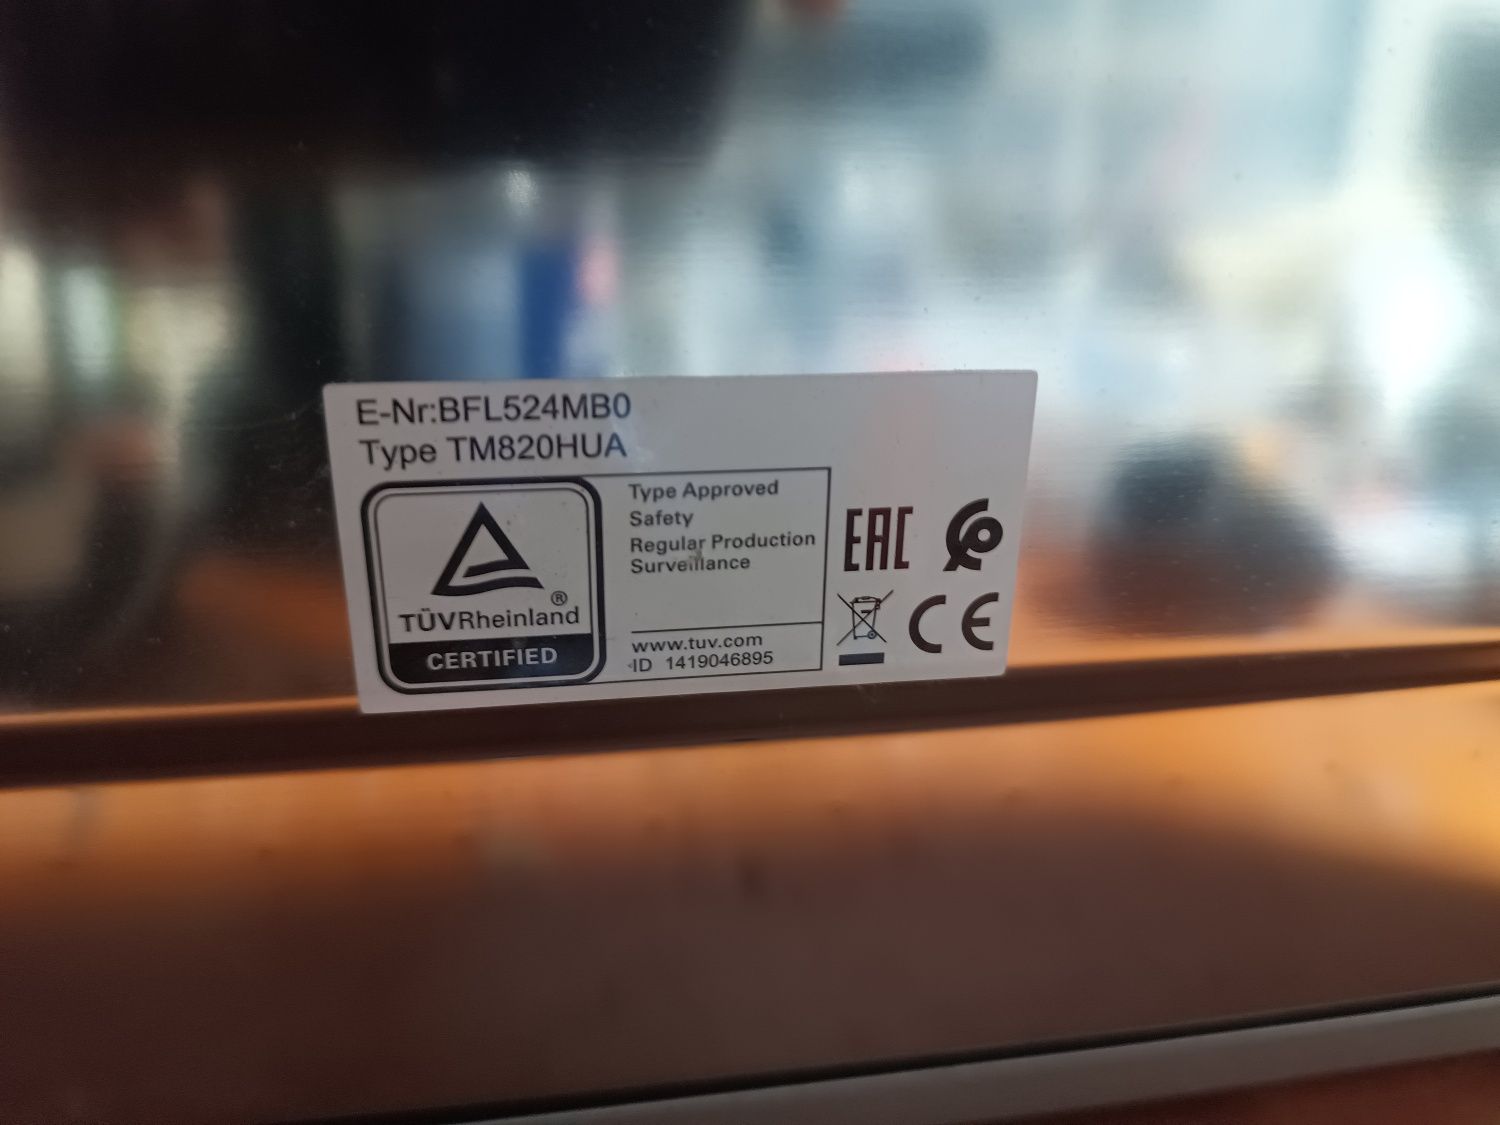 E-Nr:BFL524MB0
Type TM820HUA
Type Approved
Safety
Regular Production
Surveillance
www.tuv.com
ID 1419046895
®
TÜVRheinland
CERTIFIED
EAC
CE